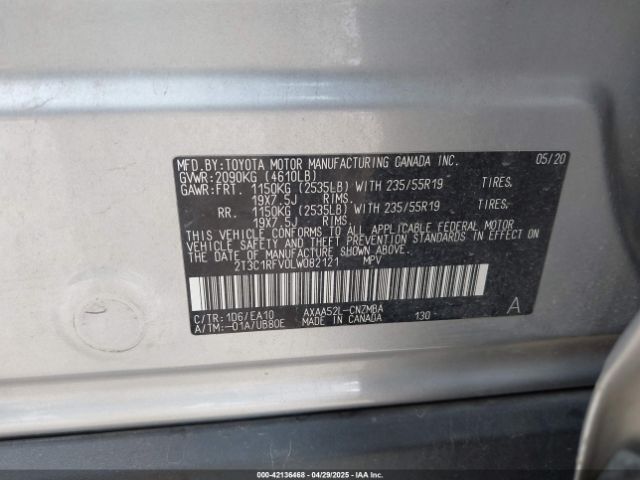 MFD.BY:TOYOTA MOTOR MANUFACTURING CANADA INC. 05/20
GVWR:2090KG (4610LB)
GAWR:FRT. 1150KG (2535LB) WITH 235/55R19 TIRES.
19X7.5J RIMS.
RR. 1150KG (2535LB) WITH 235/55R19 TIRES.
19X7.5J RIMS.
THIS VEHICLE CONFORMS TO ALL APPLICABLE FEDERAL MOTOR
VEHICLE SAFETY AND THEFT PREVENTION STANDARDS IN EFFECT ON
THE DATE OF MANUFACTURE SHOWN ABOVE.
2T3C1RFV0LW082121 MPV
C/TR:1D6/EA10 AXAA52L-CNZMBA 130 A
A/TM:-01A/UB80E MADE IN CANADA
000-42136468 04/29/2025 IAAI.com